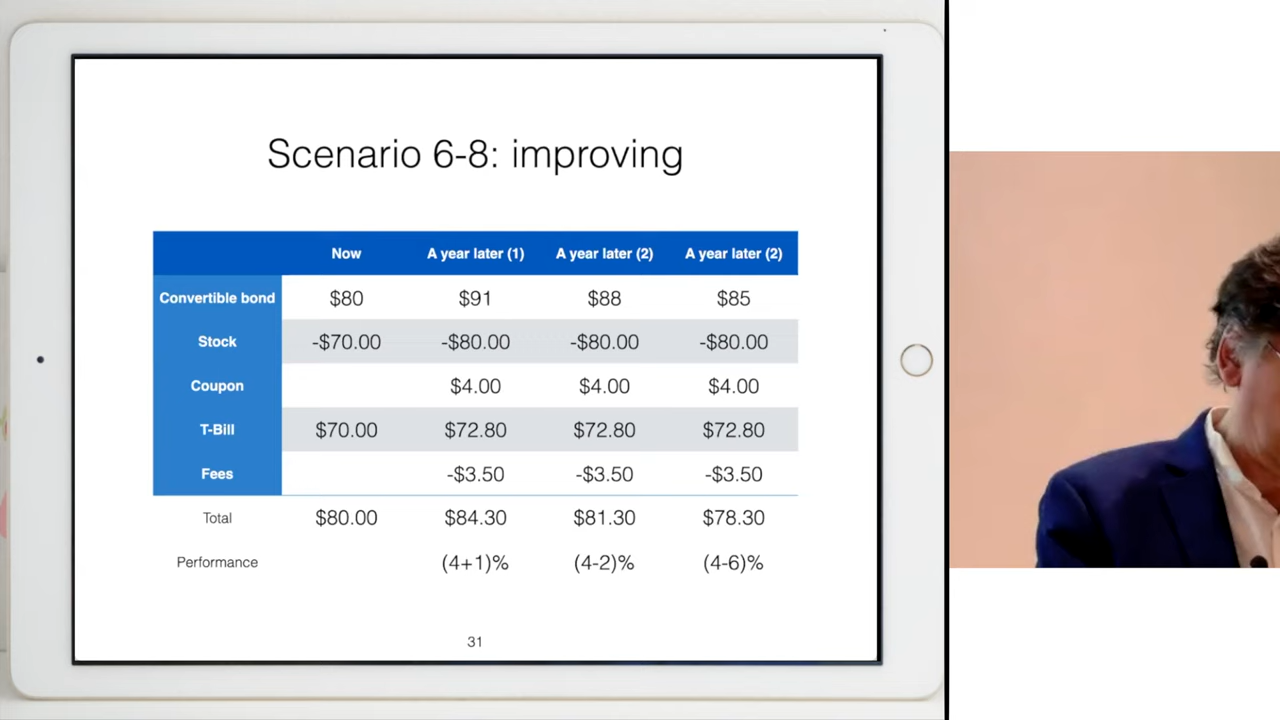 Scenario 6-8: improving
Now A year later (1) A year later (2) A year later (2)
Convertible bond $80 $91 $88 $85
Stock -$70.00 -$80.00 -$80.00 -$80.00
Coupon $4.00 $4.00 $4.00
T-Bill $70.00 $72.80 $72.80 $72.80
Fees -$3.50 -$3.50 -$3.50
Total $80.00 $84.30 $81.30 $78.30
Performance (4+1)% (4-2)% (4-6)%
31